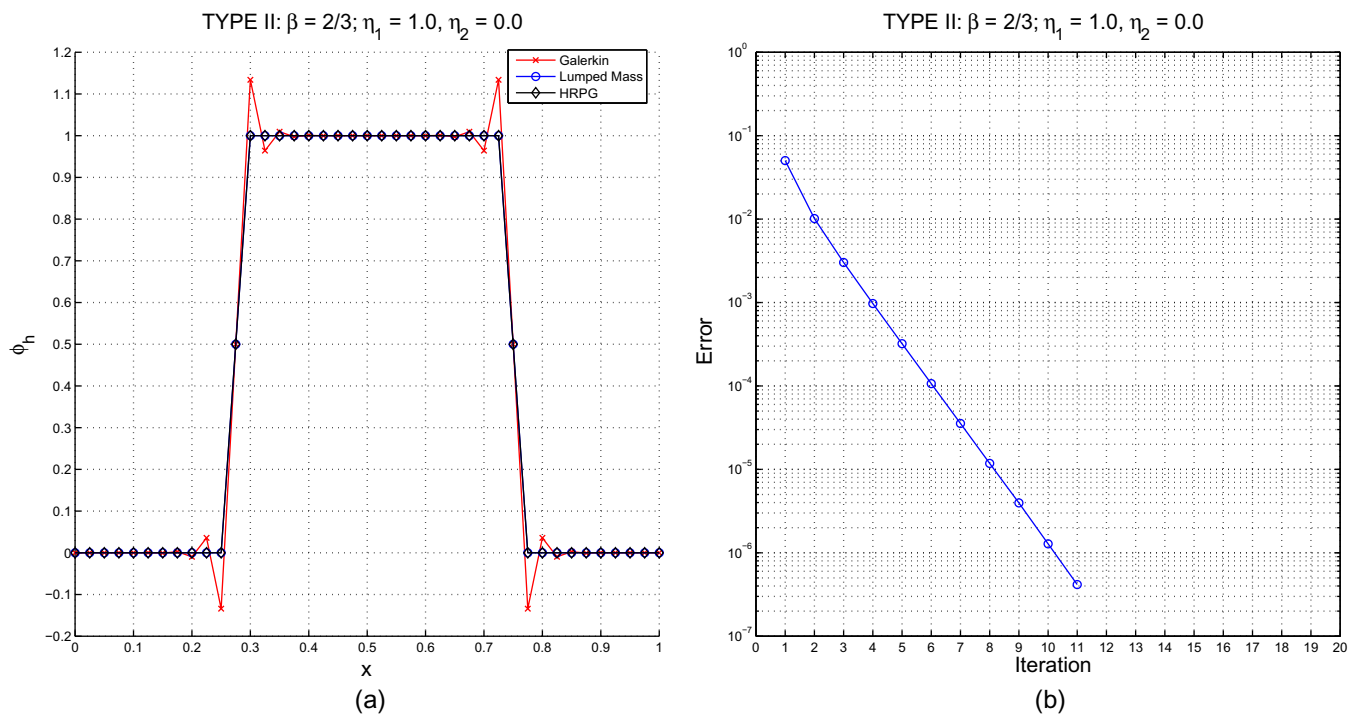 TYPE II: β = 2/3; η₁ = 1.0, η₂ = 0.0
1.2
1.1
1
0.9
0.8
0.7
0.6
0.5
0.4
0.3
0.2
0.1
0
−0.1
−0.2
ϕₕ
Galerkin
Lumped Mass
HRPG
0 0.1 0.2 0.3 0.4 0.5 0.6 0.7 0.8 0.9 1
x
(a)
TYPE II: β = 2/3; η₁ = 1.0, η₂ = 0.0
10⁰
10⁻¹
10⁻²
10⁻³
10⁻⁴
10⁻⁵
10⁻⁶
10⁻⁷
Error
0 1 2 3 4 5 6 7 8 9 10 11 12 13 14 15 16 17 18 19 20
Iteration
(b)